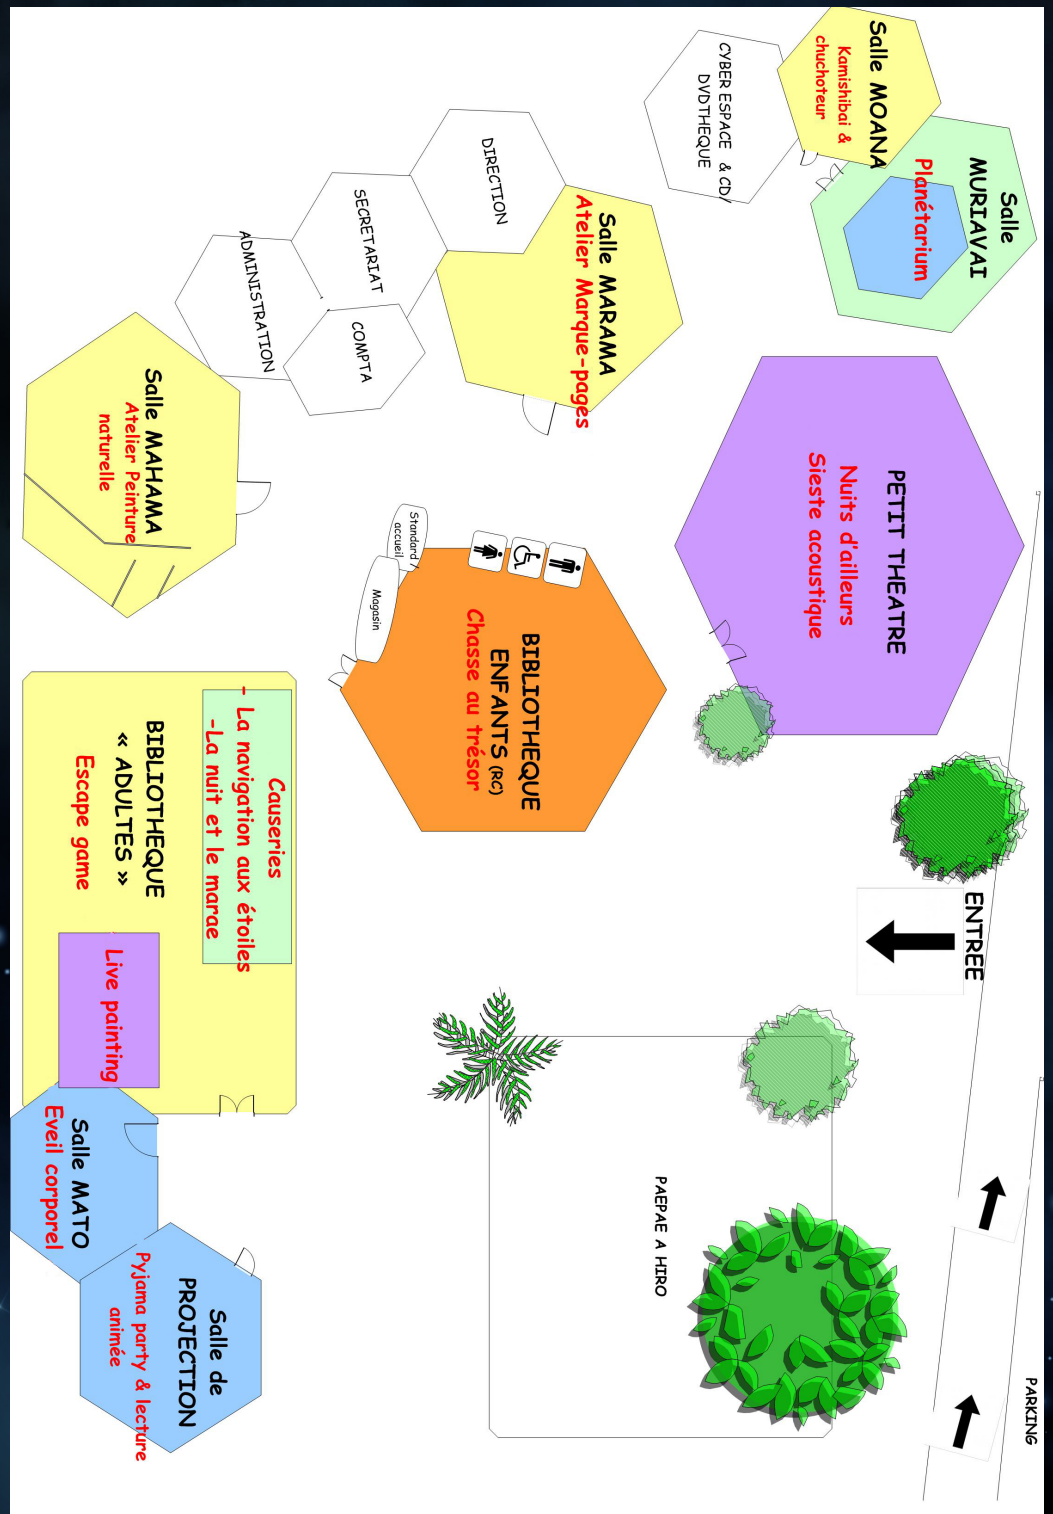 Salle MOANA
Kamishibai &
chuchoteur
CYBER ESPACE & CD/
DVDTHEQUE
Salle
MURIAVAI
Planétarium
DIRECTION
SECRETARIAT
ADMINISTRATION
COMPTA
Salle MARAMA
Atelier Marque-pages
Salle MAHAMA
Atelier Peinture
naturelle
PETIT THEATRE
Nuits d'ailleurs
Sieste acoustique
Standard /
accueil
Magasin
BIBLIOTHEQUE
ENFANTS (RC)
Chasse au trésor
ENTREE
Causeries
- La navigation aux étoiles
-La nuit et le marae
BIBLIOTHEQUE
« ADULTES »
Escape game
Live painting
Salle MATO
Eveil corporel
Salle de
PROJECTION
Pyjama party & lecture
animée
PAEPAE A HIRO
PARKING